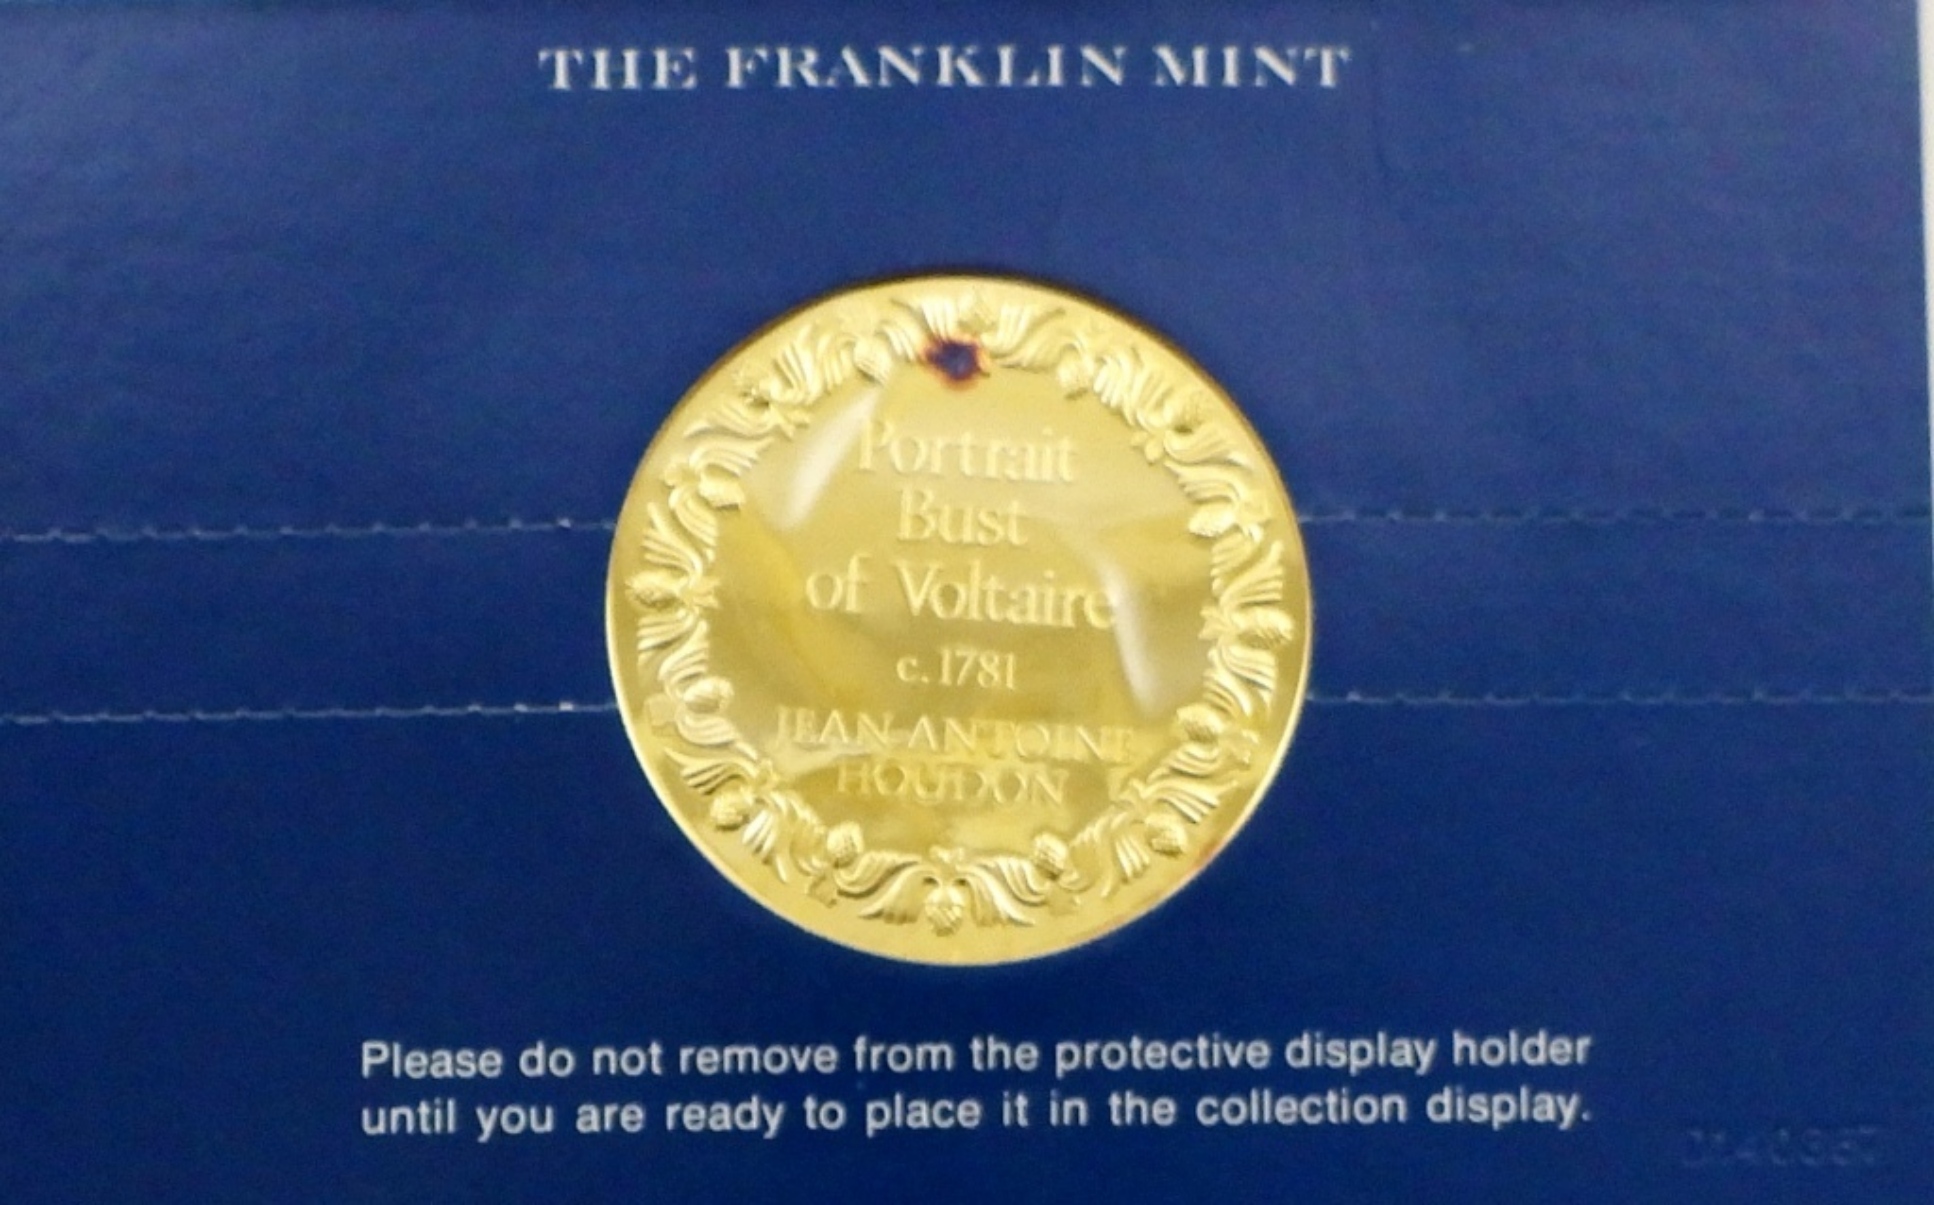 THE FRANKLIN MINT
Portrait
Bust
of Voltaire
c. 1781
JEAN-ANTOINE
HOUDON
Please do not remove from the protective display holder
until you are ready to place it in the collection display.